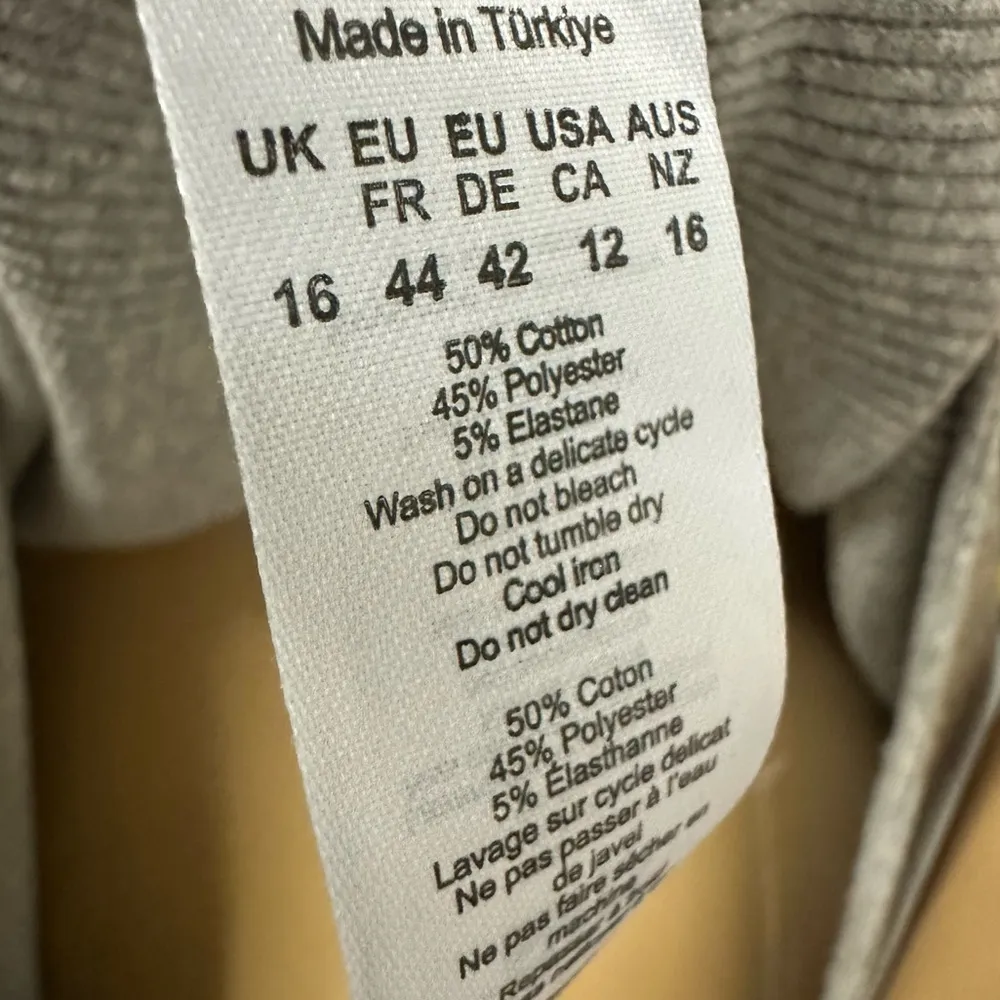 Made in Türkiye
UK EU EU USA AUS
FR DE CA NZ
16 44 42 12 16
50% Cotton
45% Polyester
5% Elastane
Wash on a delicate cycle
Do not bleach
Do not tumble dry
Cool iron
Do not dry clean
50% Coton
45% Polyester
5% Élasthanne
Lavage sur cycle délicat
Ne pas passer à l'eau
de javel
Ne pas faire sécher en
machine